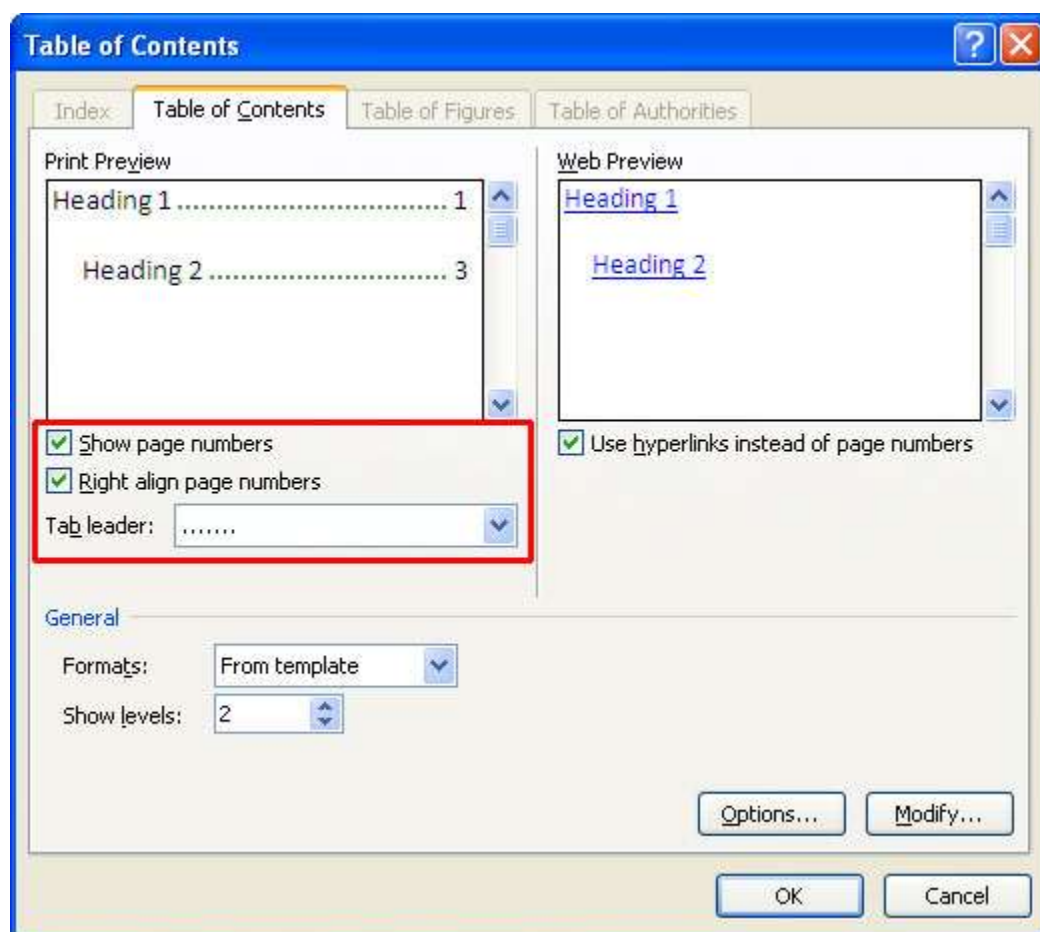 Table of Contents
Index Table of Contents Table of Figures Table of Authorities
Print Preview
Heading 1 .................................. 1
Heading 2 .............................. 3
Show page numbers
Right align page numbers
Tab leader: .......
Web Preview
Heading 1
Heading 2
Use hyperlinks instead of page numbers
General
Formats: From template
Show levels: 2
Options... Modify...
OK Cancel